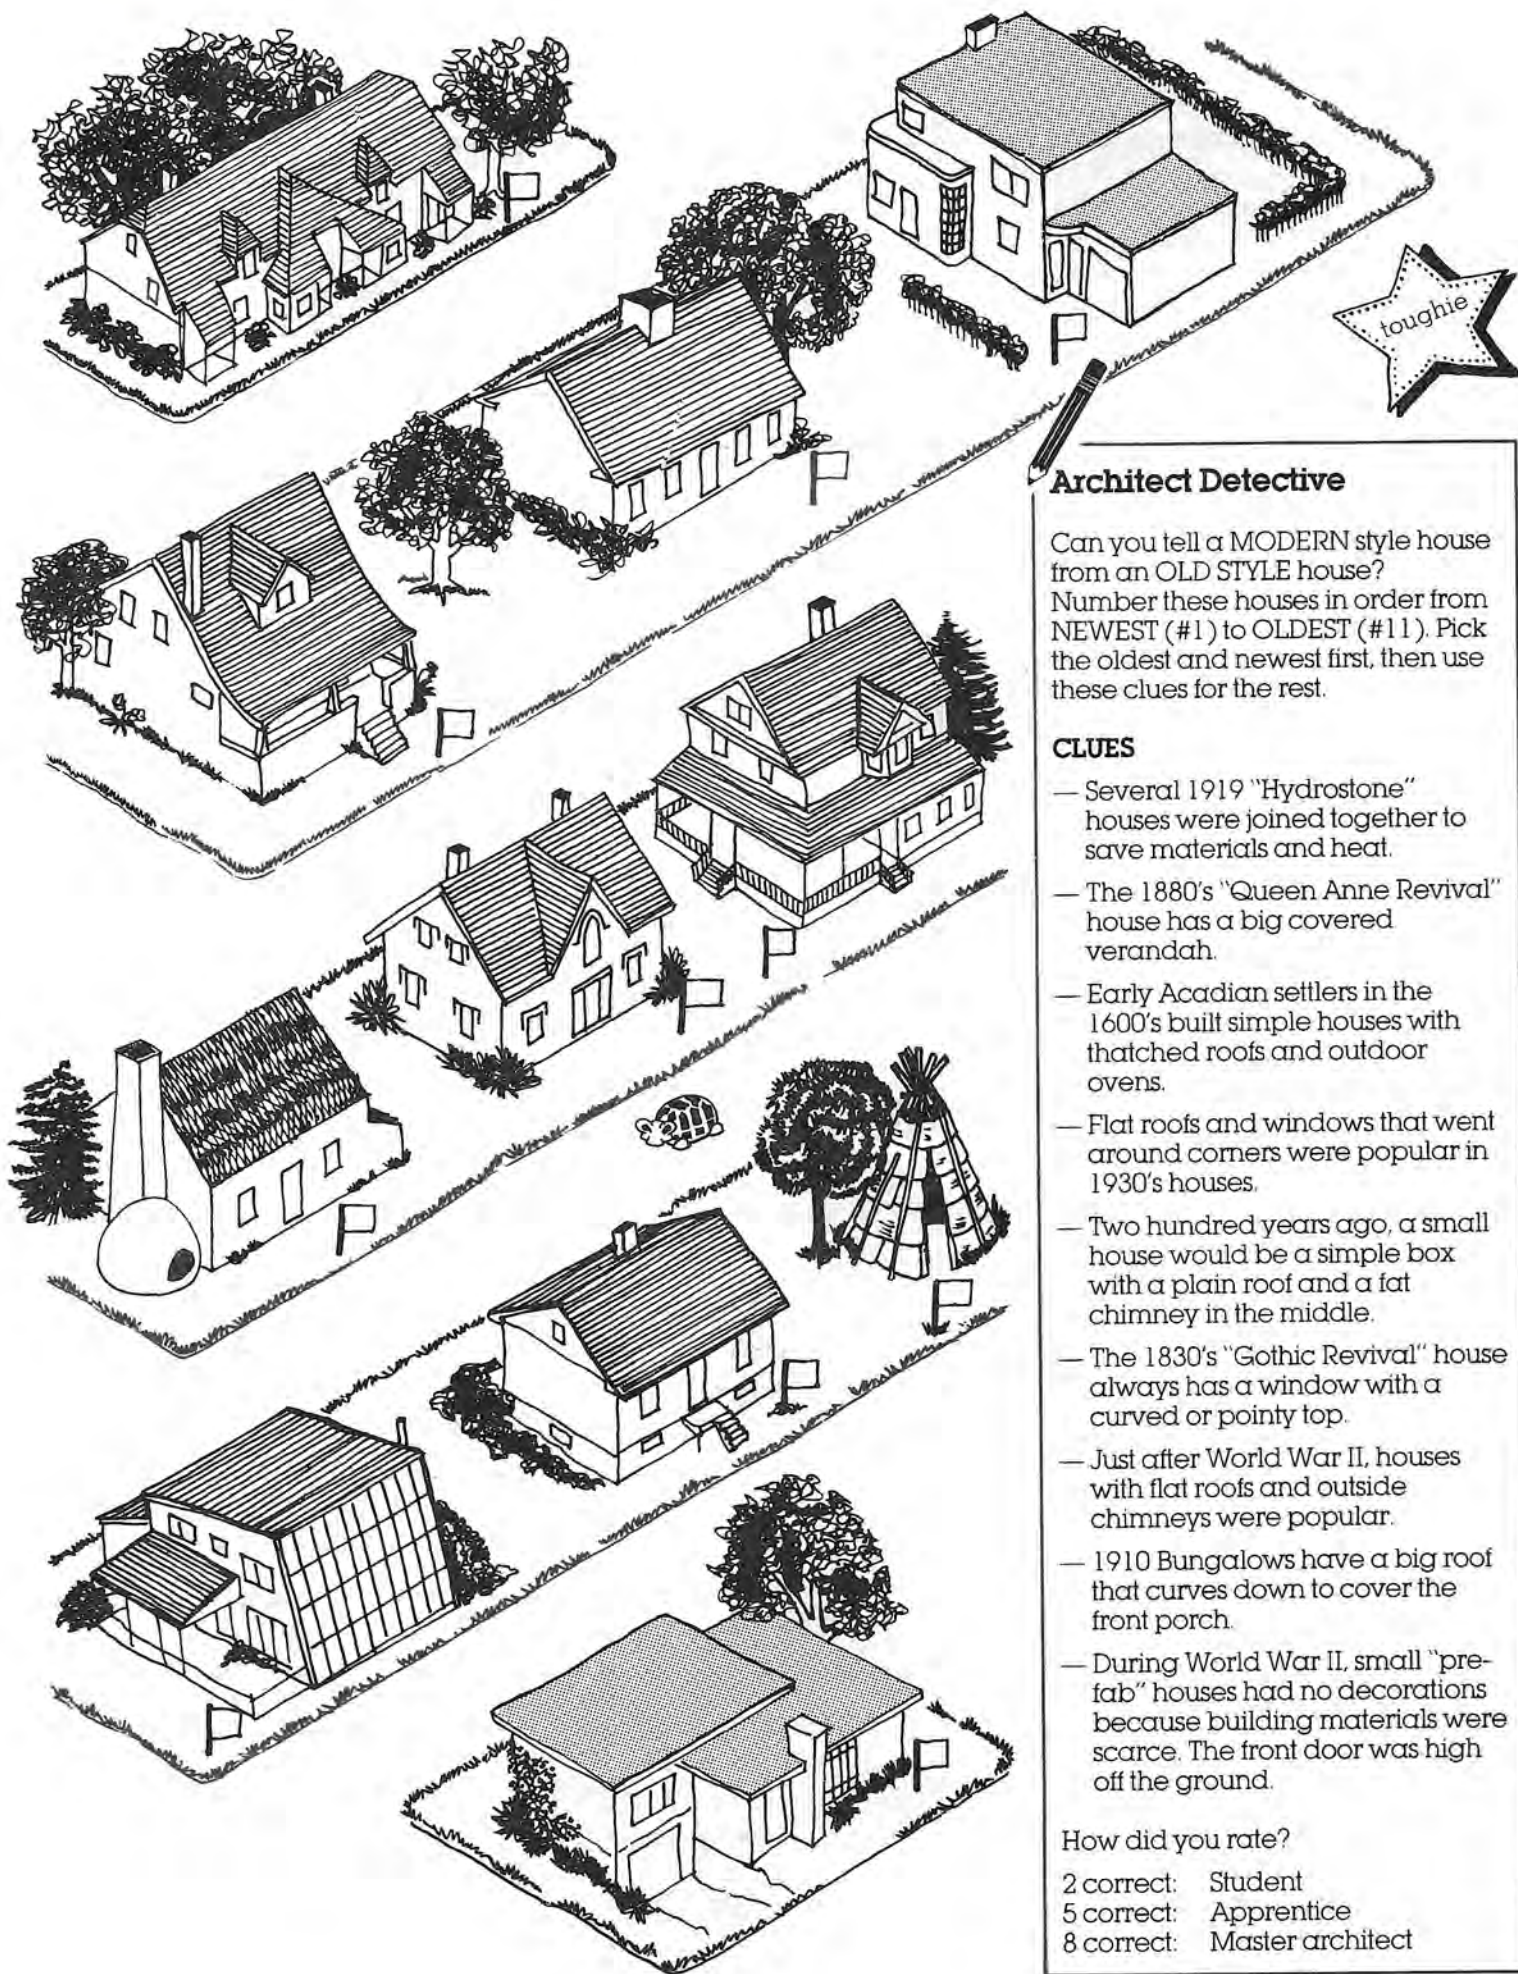 toughie
Architect Detective
Can you tell a MODERN style house
from an OLD STYLE house?
Number these houses in order from
NEWEST (#1) to OLDEST (#11). Pick
the oldest and newest first, then use
these clues for the rest.
CLUES
— Several 1919 "Hydrostone"
houses were joined together to
save materials and heat.
— The 1880's "Queen Anne Revival"
house has a big covered
verandah.
— Early Acadian settlers in the
1600's built simple houses with
thatched roofs and outdoor
ovens.
— Flat roofs and windows that went
around corners were popular in
1930's houses.
— Two hundred years ago, a small
house would be a simple box
with a plain roof and a fat
chimney in the middle.
— The 1830's "Gothic Revival" house
always has a window with a
curved or pointy top.
— Just after World War II, houses
with flat roofs and outside
chimneys were popular.
— 1910 Bungalows have a big roof
that curves down to cover the
front porch.
— During World War II, small "pre-
fab" houses had no decorations
because building materials were
scarce. The front door was high
off the ground.
How did you rate?
2 correct: Student
5 correct: Apprentice
8 correct: Master architect